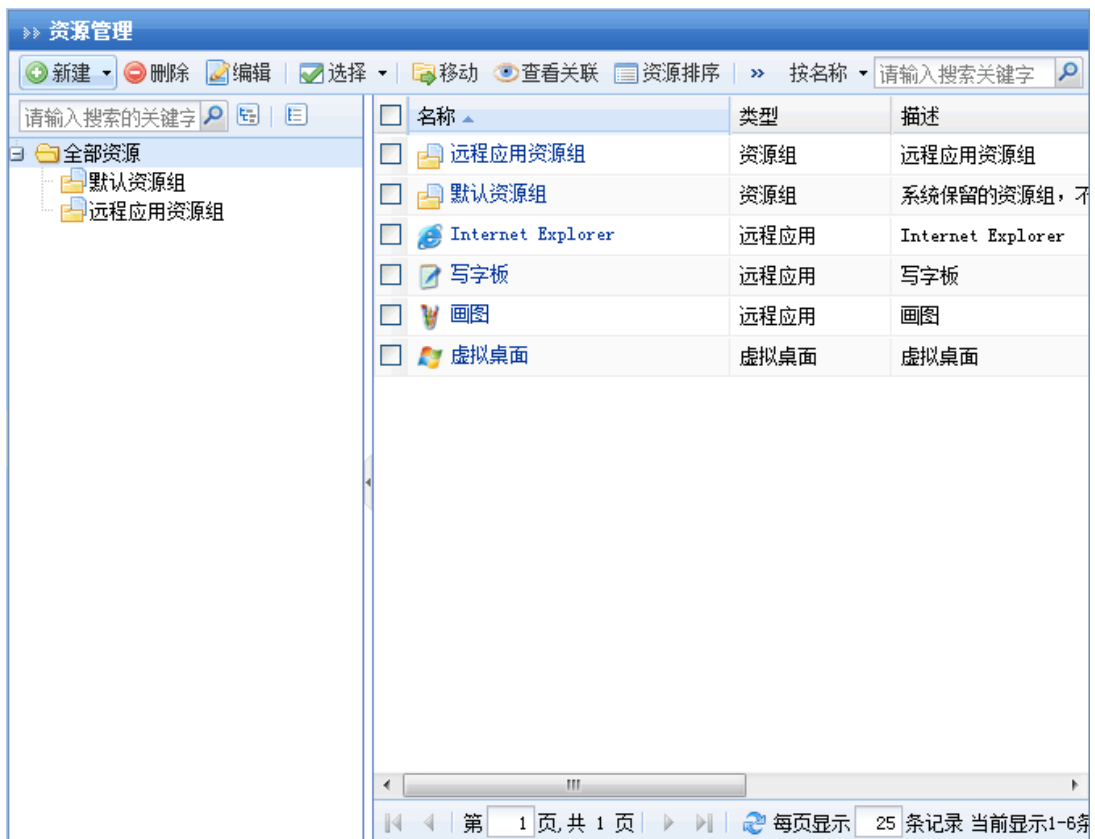 资源管理
新建 删除 编辑 选择 移动 查看关联 资源排序 » 按名称 请输入搜索关键字
请输入搜索的关键字
全部资源
默认资源组
远程应用资源组
名称 类型 描述
远程应用资源组 资源组 远程应用资源组
默认资源组 资源组 系统保留的资源组，不
Internet Explorer 远程应用 Internet Explorer
写字板 远程应用 写字板
画图 远程应用 画图
虚拟桌面 虚拟桌面 虚拟桌面
第 1 页,共 1 页 每页显示 25 条记录 当前显示1-6条